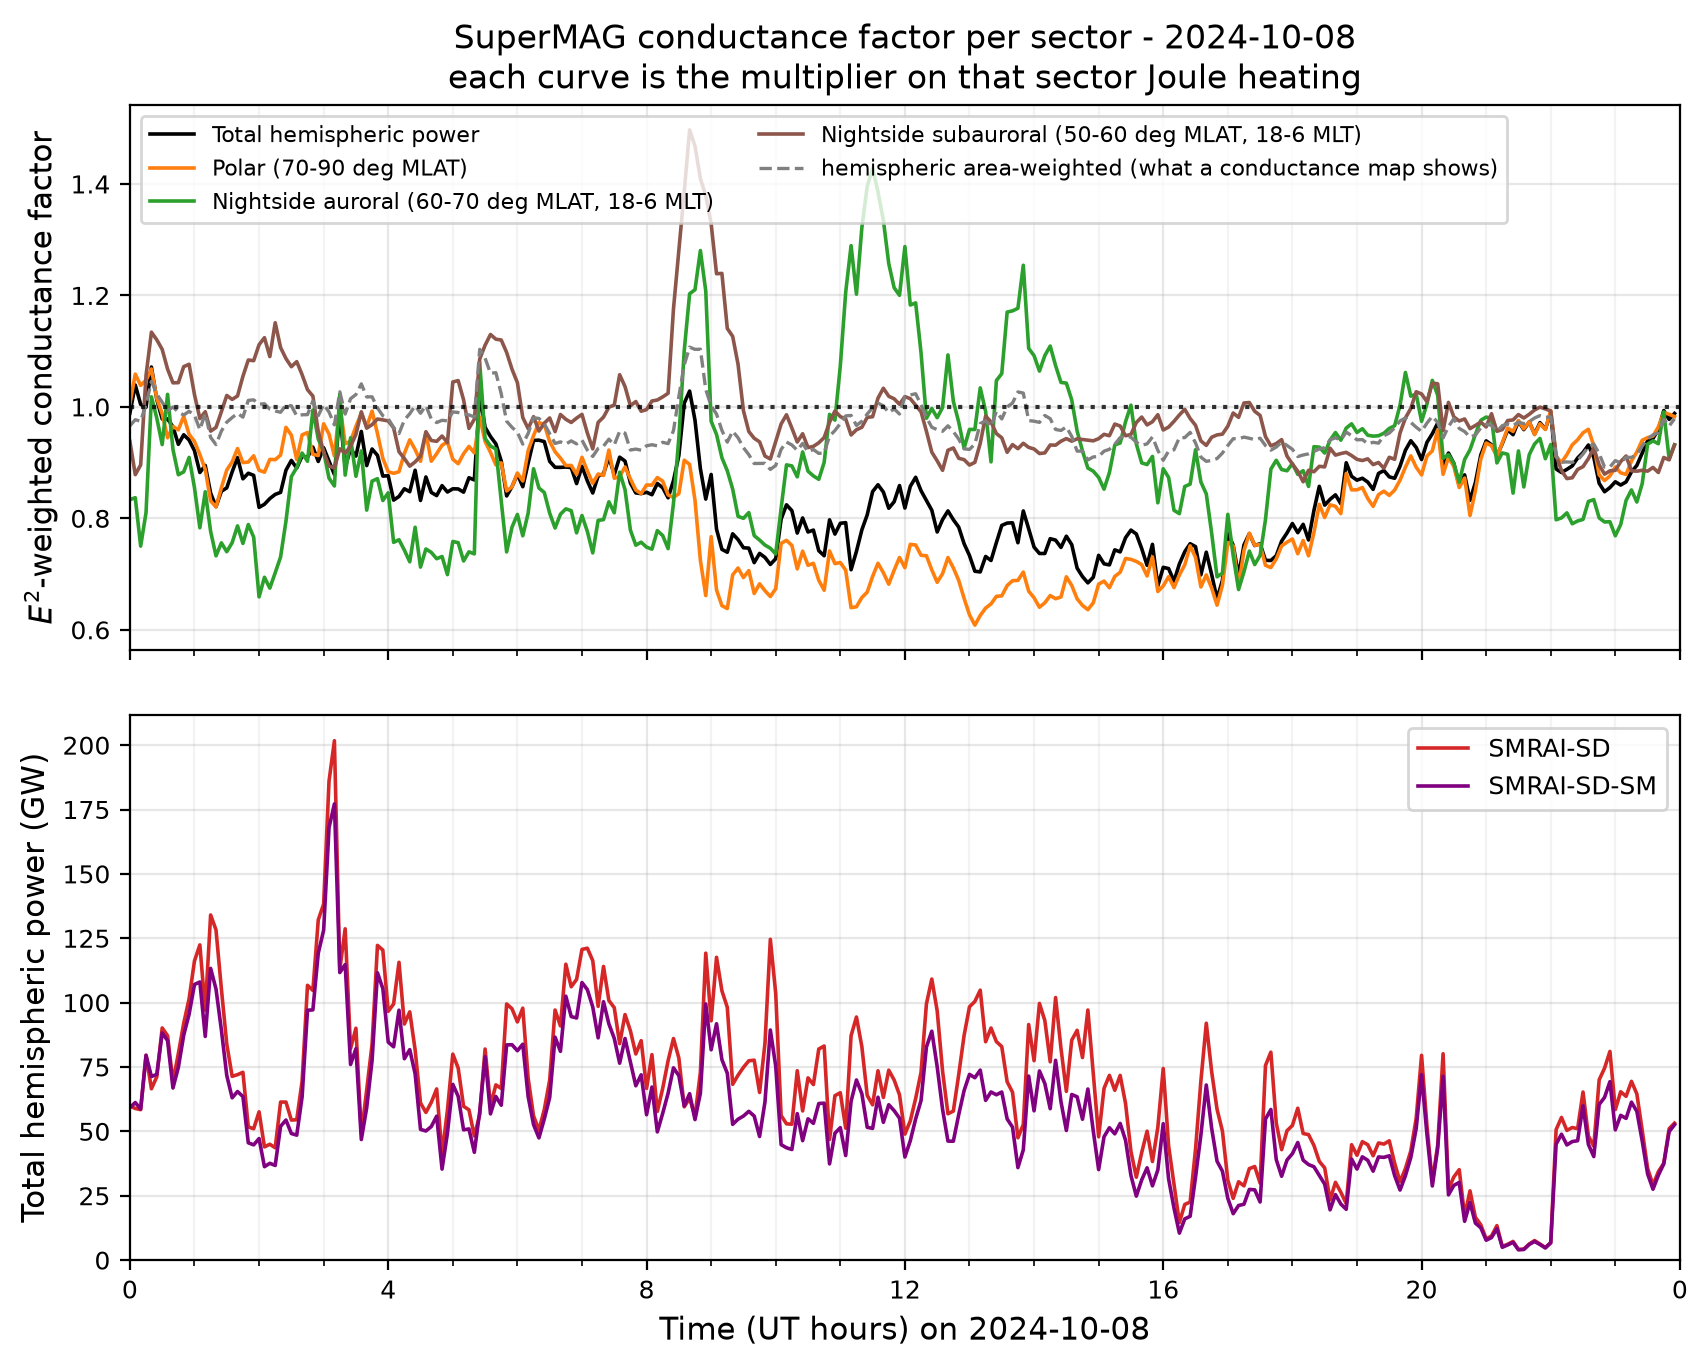 SuperMAG conductance factor per sector - 2024-10-08
each curve is the multiplier on that sector Joule heating
Total hemispheric power
Polar (70-90 deg MLAT)
Nightside auroral (60-70 deg MLAT, 18-6 MLT)
Nightside subauroral (50-60 deg MLAT, 18-6 MLT)
hemispheric area-weighted (what a conductance map shows)
E²-weighted conductance factor
1.4
1.2
1.0
0.8
0.6
SMRAI-SD
SMRAI-SD-SM
Total hemispheric power (GW)
200
175
150
125
100
75
50
25
0
0 4 8 12 16 20 0
Time (UT hours) on 2024-10-08